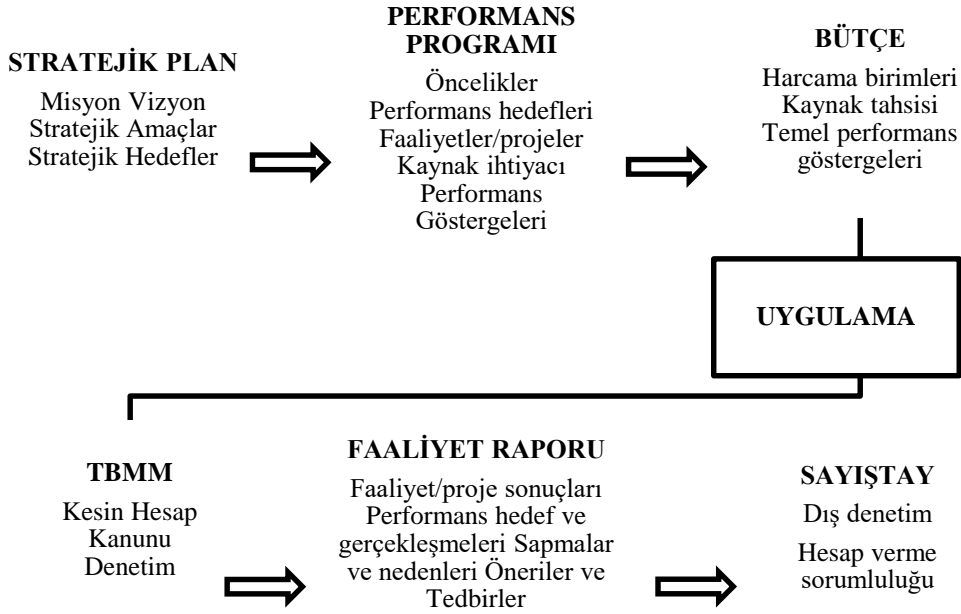 STRATEJİK PLAN
Misyon Vizyon
Stratejik Amaçlar
Stratejik Hedefler
PERFORMANS
PROGRAMI
Öncelikler
Performans hedefleri
Faaliyetler/projeler
Kaynak ihtiyacı
Performans
Göstergeleri
BÜTÇE
Harcama birimleri
Kaynak tahsisi
Temel performans
göstergeleri
UYGULAMA
TBMM
Kesin Hesap
Kanunu
Denetim
FAALİYET RAPORU
Faaliyet/proje sonuçları
Performans hedef ve
gerçekleşmeleri Sapmalar
ve nedenleri Öneriler ve
Tedbirler
SAYIŞTAY
Dış denetim
Hesap verme
sorumluluğu